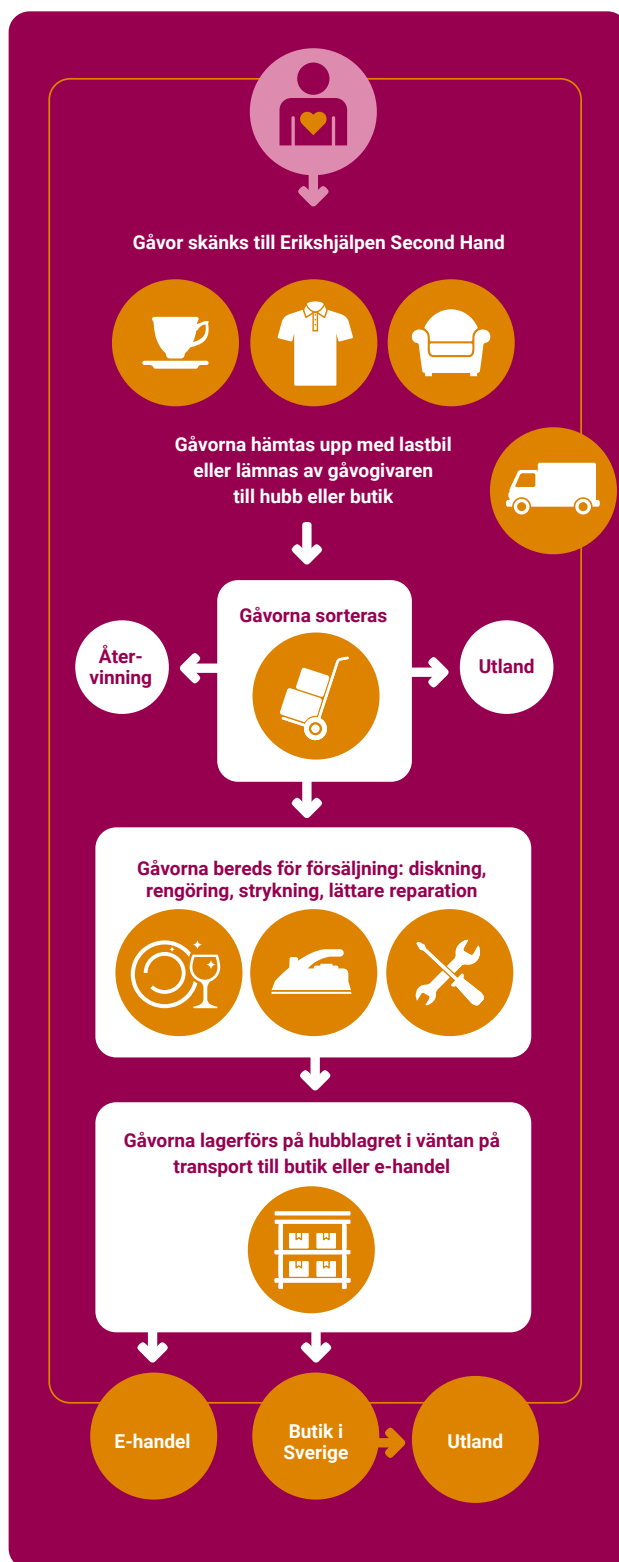 Gåvor skänks till Erikshjälpen Second Hand
Gåvorna hämtas upp med lastbil
eller lämnas av gåvogivaren
till hubb eller butik
Gåvorna sorteras
Åter-
vinning
Utland
Gåvorna bereds för försäljning: diskning,
rengöring, strykning, lättare reparation
Gåvorna lagerförs på hubblagret i väntan på
transport till butik eller e-handel
E-handel
Butik i
Sverige
Utland